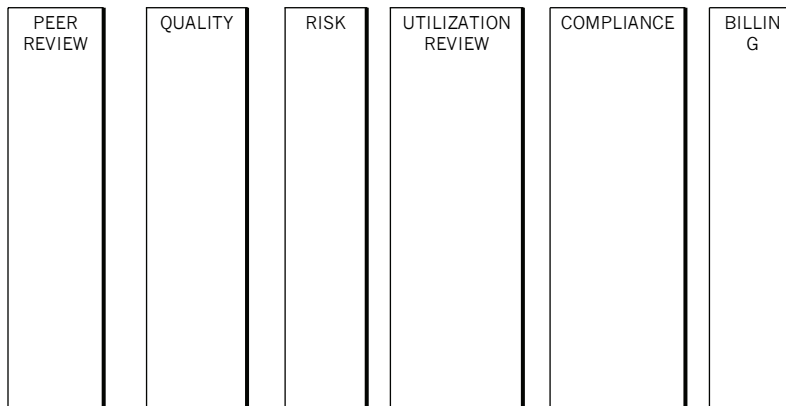 PEER
REVIEW
QUALITY
RISK
UTILIZATION
REVIEW
COMPLIANCE
BILLIN
G